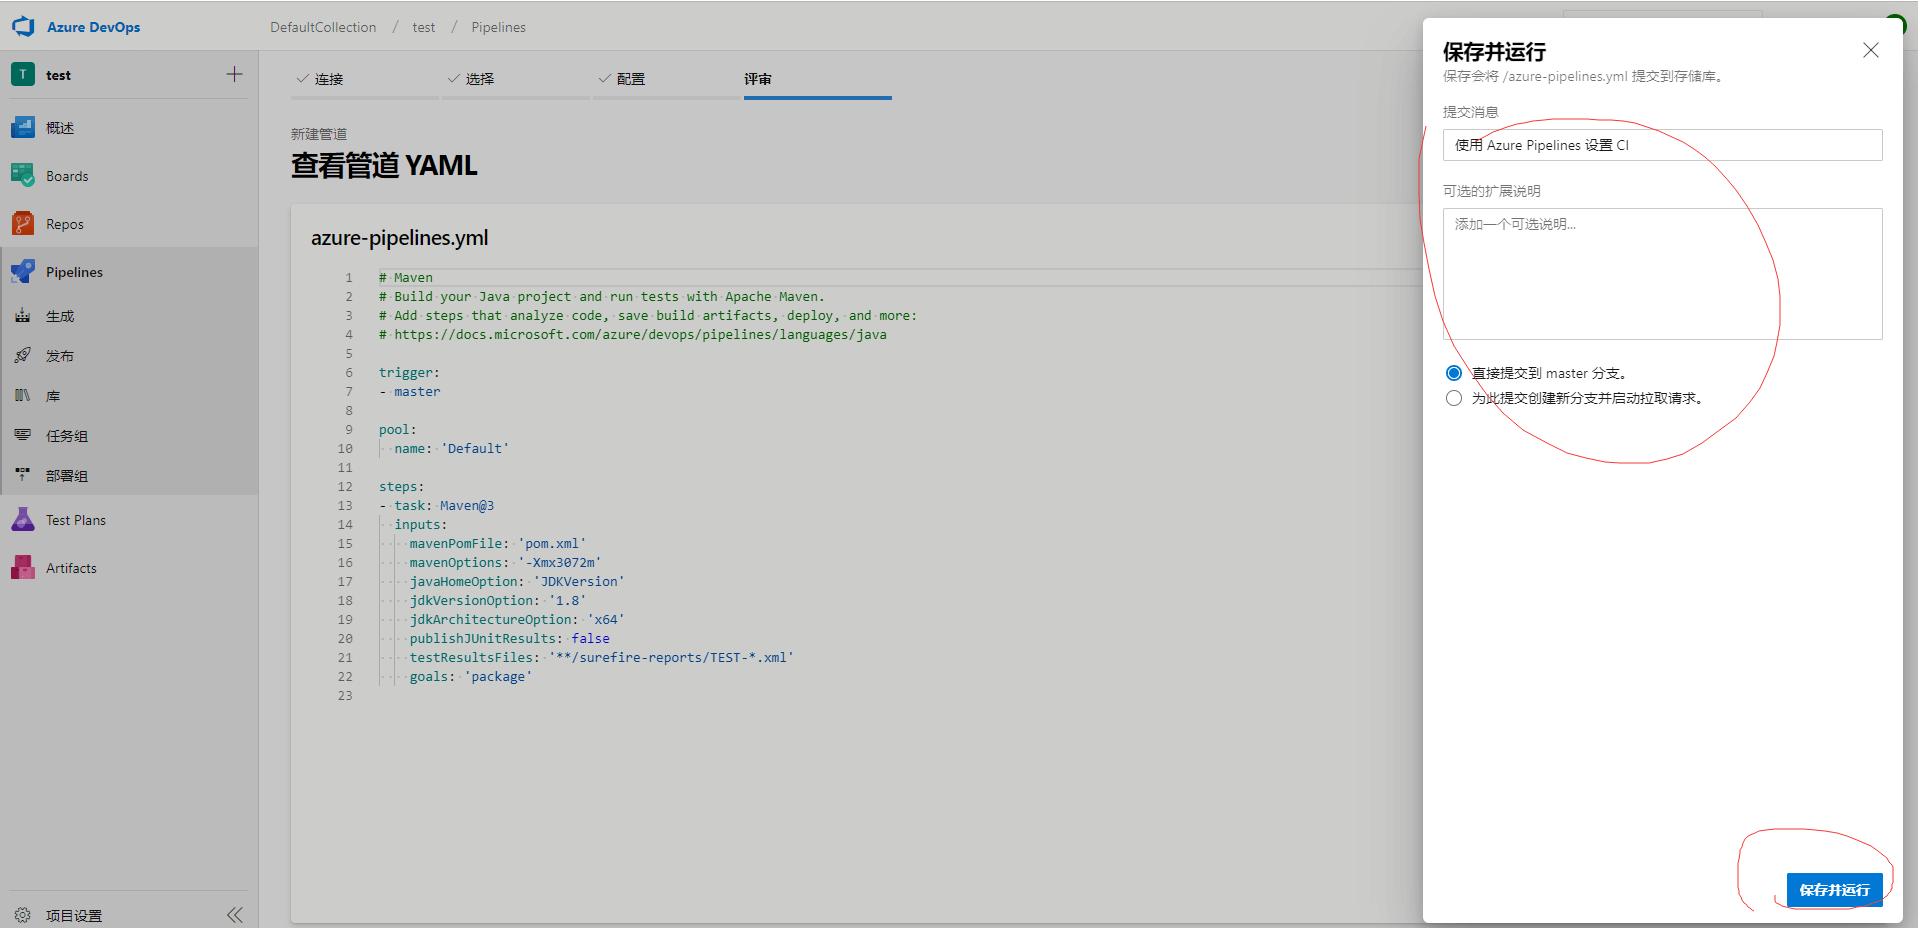 Azure DevOps
DefaultCollection / test / Pipelines
T test
概述
Boards
Repos
Pipelines
生成
发布
库
任务组
部署组
Test Plans
Artifacts
项目设置
连接 选择 配置 评审
新建管道
查看管道 YAML
azure-pipelines.yml
1 # Maven
2 # Build your Java project and run tests with Apache Maven.
3 # Add steps that analyze code, save build artifacts, deploy, and more:
4 # https://docs.microsoft.com/azure/devops/pipelines/languages/java
5
6 trigger:
7 - master
8
9 pool:
10   name: 'Default'
11
12 steps:
13 - task: Maven@3
14   inputs:
15     mavenPomFile: 'pom.xml'
16     mavenOptions: '-Xmx3072m'
17     javaHomeOption: 'JDKVersion'
18     jdkVersionOption: '1.8'
19     jdkArchitectureOption: 'x64'
20     publishJUnitResults: false
21     testResultsFiles: '**/surefire-reports/TEST-*.xml'
22     goals: 'package'
23
保存并运行
保存会将 /azure-pipelines.yml 提交到存储库。
提交消息
使用 Azure Pipelines 设置 CI
可选的扩展说明
添加一个可选说明...
直接提交到 master 分支。
为此提交创建新分支并启动拉取请求。
保存并运行